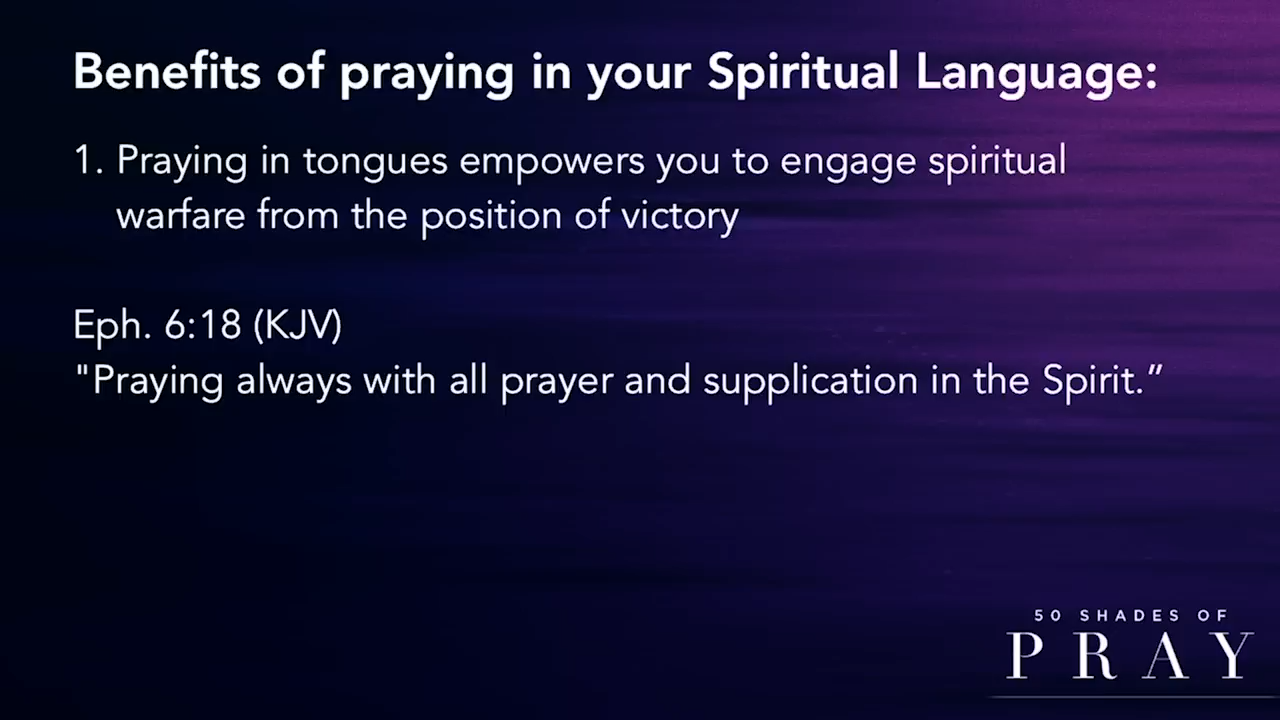 Benefits of praying in your Spiritual Language:
1. Praying in tongues empowers you to engage spiritual
warfare from the position of victory
Eph. 6:18 (KJV)
"Praying always with all prayer and supplication in the Spirit.”
50 SHADES OF
PRAY